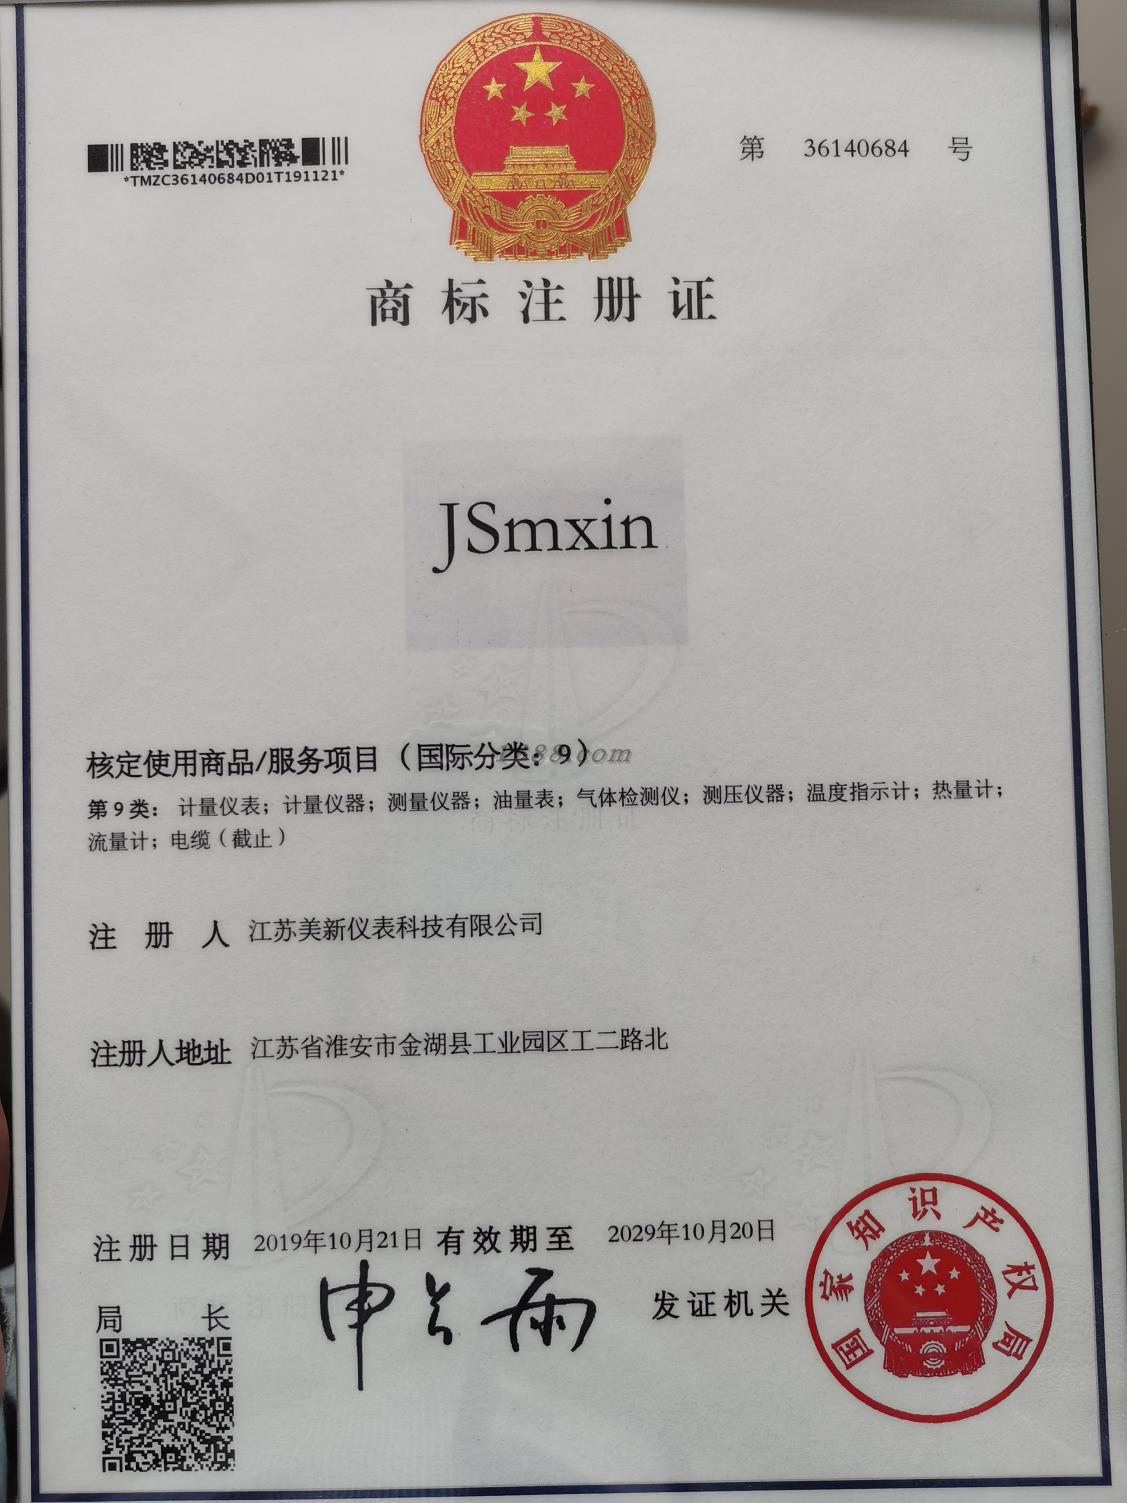 第 36140684 号
*TMZC36140684D01T191121*
商标注册证
JSmxin
核定使用商品/服务项目（国际分类：9）
第9类：计量仪表；计量仪器；测量仪器；油量表；气体检测仪；测压仪器；温度指示计；热量计；
流量计；电缆（截止）
注册人 江苏美新仪表科技有限公司
注册人地址 江苏省淮安市金湖县工业园区工二路北
注册日期 2019年10月21日 有效期至 2029年10月20日
局长 申长雨 发证机关
国家知识产权局